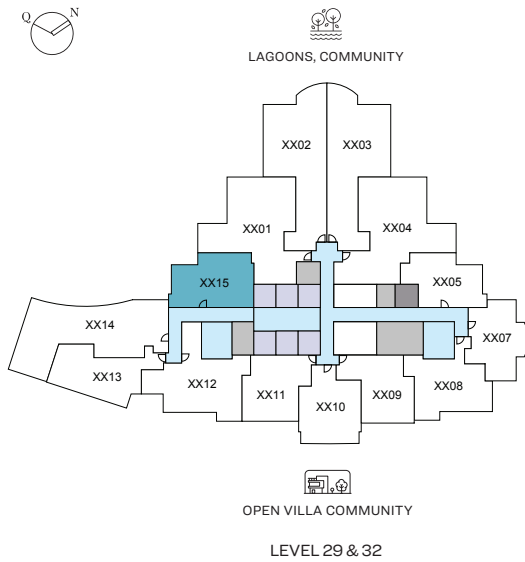 Q N
LAGOONS, COMMUNITY
XX02 XX03
XX01 XX04
XX15 XX05
XX14 XX07
XX13 XX12 XX11 XX10 XX09 XX08
OPEN VILLA COMMUNITY
LEVEL 29 & 32